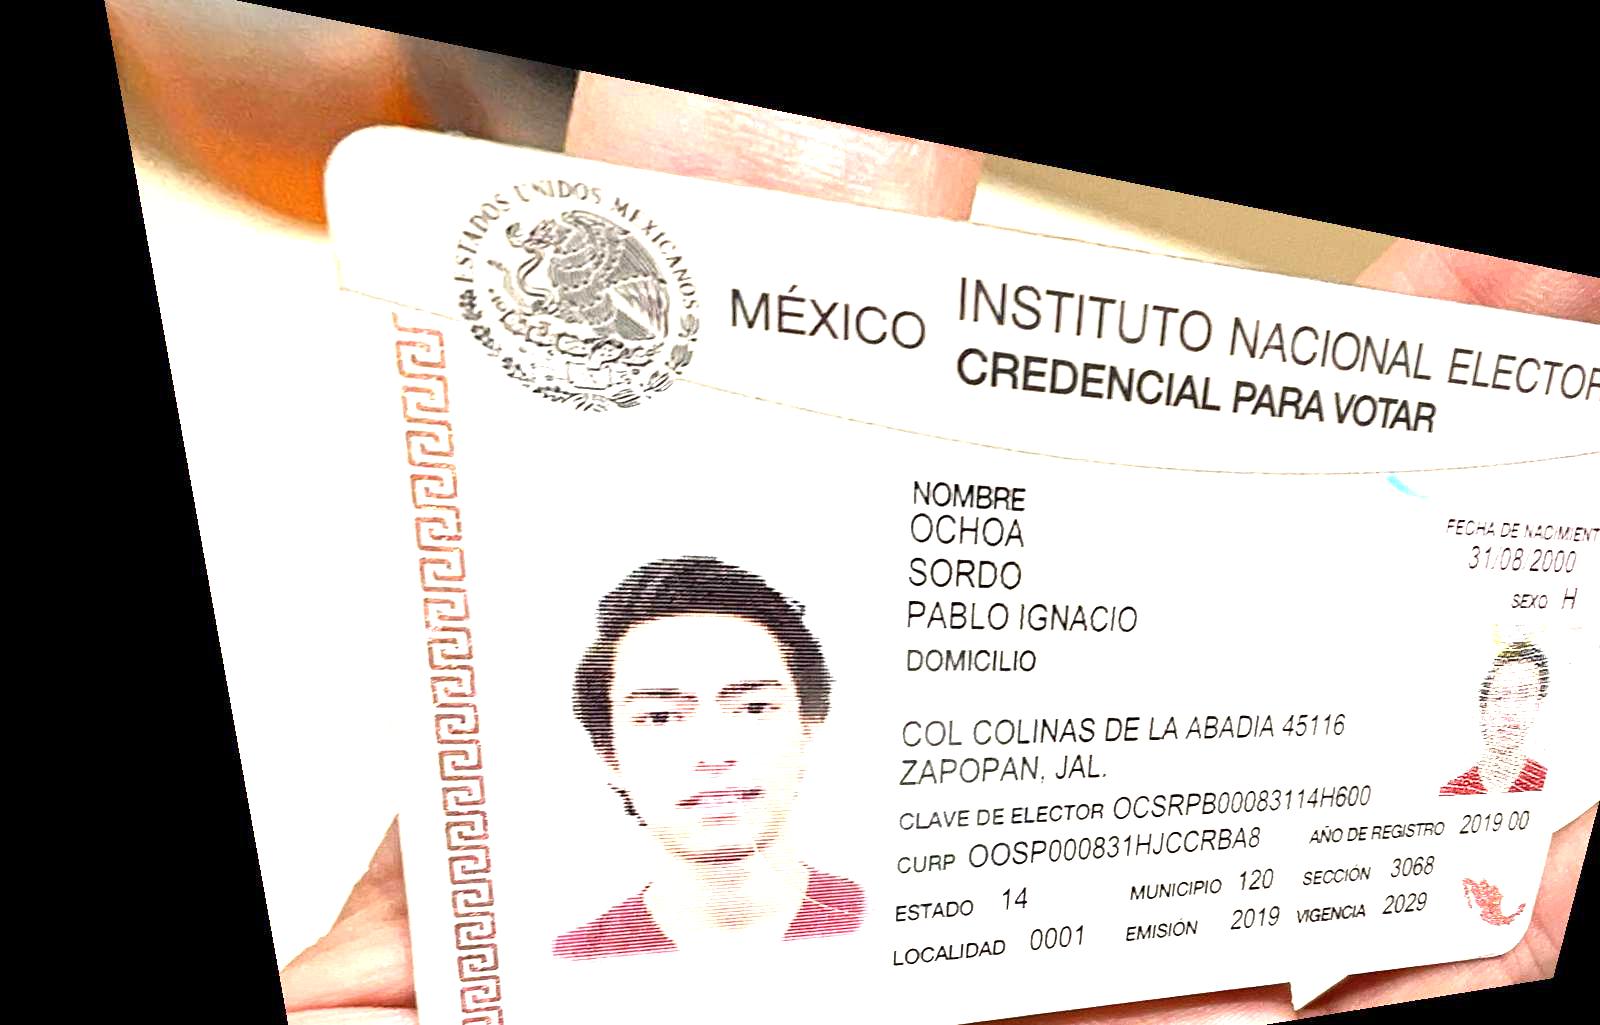 ESTADOS UNIDOS MEXICANOS
MÉXICO INSTITUTO NACIONAL ELECTOR
CREDENCIAL PARA VOTAR
NOMBRE
OCHOA
SORDO
PABLO IGNACIO
DOMICILIO
COL COLINAS DE LA ABADIA 45116
ZAPOPAN, JAL.
FECHA DE NACIMIENT
31/08/2000
SEXO H
CLAVE DE ELECTOR OCSRPB00083114H600
CURP OOSP000831HJCCRBA8 AÑO DE REGISTRO 2019 00
ESTADO 14 MUNICIPIO 120 SECCIÓN 3068
LOCALIDAD 0001 EMISIÓN 2019 VIGENCIA 2029